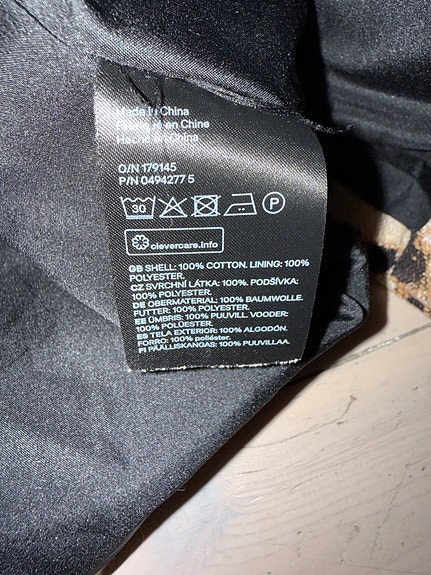 Made in China
en Chine
Hecho en China
O/N 179145
P/N 0494277 5
30
P
clevercare.info
GB SHELL: 100% COTTON. LINING: 100%
POLYESTER.
CZ SVRCHNÍ LÁTKA: 100%. PODŠÍVKA:
100% POLYESTER.
DE OBERMATERIAL: 100% BAUMWOLLE.
FUTTER: 100% POLYESTER.
EE ÜMBRIS: 100% PUUVILL. VOODER:
100% POLÜESTER.
ES TELA EXTERIOR: 100% ALGODÓN.
FORRO: 100% poliéster.
FI PÄÄLLISKANGAS: 100% PUUVILLAA.